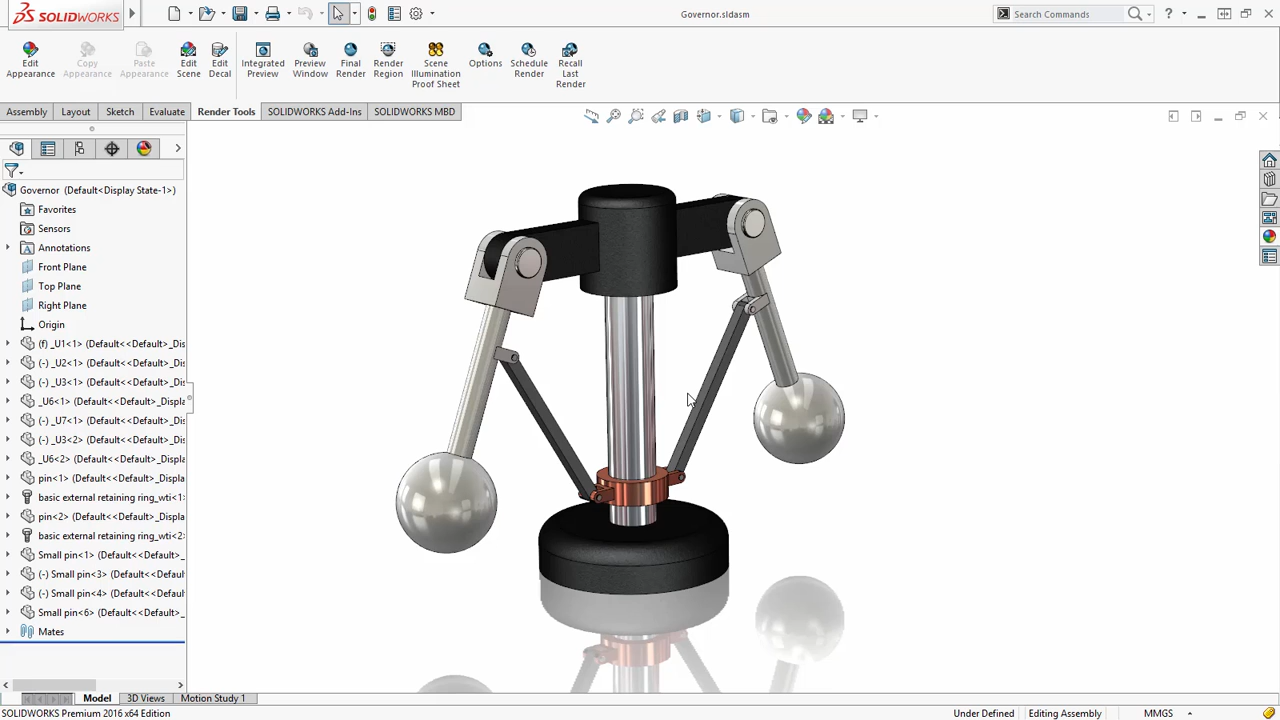 SOLIDWORKS
Governor.sldasm
Search Commands
Edit Appearance
Copy Appearance
Paste Appearance
Edit Scene
Edit Decal
Integrated Preview
Preview Window
Final Render
Render Region
Scene Illumination Proof Sheet
Options
Schedule Render
Recall Last Render
Assembly
Layout
Sketch
Evaluate
Render Tools
SOLIDWORKS Add-Ins
SOLIDWORKS MBD
Governor (Default<Display State-1>)
Favorites
Sensors
Annotations
Front Plane
Top Plane
Right Plane
Origin
(f) _U1<1> (Default<<Default>_Dis
(-) _U2<1> (Default<<Default>_Dis
(-) _U3<1> (Default<<Default>_Dis
_U6<1> (Default<<Default>_Display
(-) _U7<1> (Default<<Default>_Dis
(-) _U3<2> (Default<<Default>_Dis
_U6<2> (Default<<Default>_Display
pin<1> (Default<<Default>_Display
basic external retaining ring_wti<1>
pin<2> (Default<<Default>_Display
basic external retaining ring_wti<2>
Small pin<1> (Default<<Default>_
(-) Small pin<3> (Default<<Default
(-) Small pin<4> (Default<<Default
Small pin<6> (Default<<Default>_
Mates
Model
3D Views
Motion Study 1
SOLIDWORKS Premium 2016 x64 Edition
Under Defined
Editing Assembly
MMGS